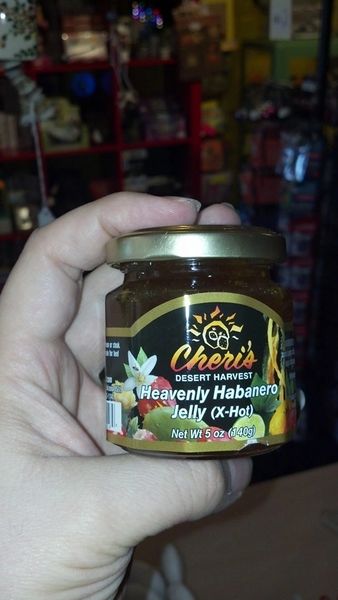 Cheri's
DESERT HARVEST
Heavenly Habanero
Jelly (X-Hot)
Net Wt 5 oz (140g)